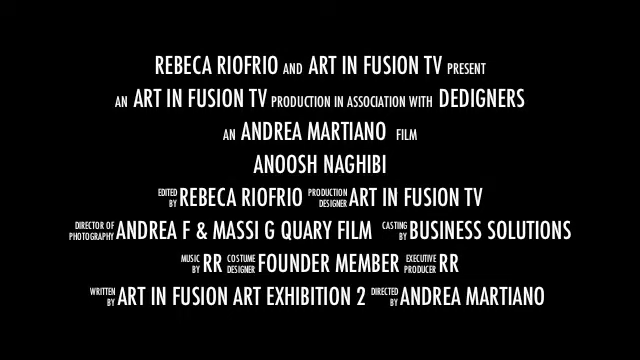 REBECA RIOFRIO AND ART IN FUSION TV PRESENT
AN ART IN FUSION TV PRODUCTION IN ASSOCIATION WITH DEDIGNERS
AN ANDREA MARTIANO FILM
ANOOSH NAGHIBI
EDITED BY REBECA RIOFRIO PRODUCTION DESIGNER ART IN FUSION TV
DIRECTOR OF PHOTOGRAPHY ANDREA F & MASSI G QUARY FILM CASTING BY BUSINESS SOLUTIONS
MUSIC BY RR COSTUME DESIGNER FOUNDER MEMBER EXECUTIVE PRODUCER RR
WRITTEN BY ART IN FUSION ART EXHIBITION 2 DIRECTED BY ANDREA MARTIANO